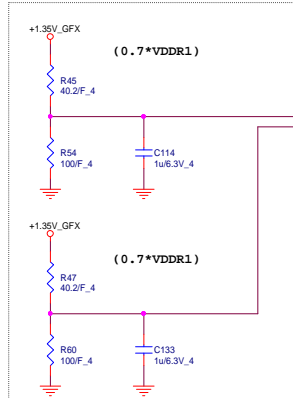 +1.35V_GFX
(0.7*VDDR1)
R45
40.2/F_4
R54
100/F_4
C114
1u/6.3V_4
+1.35V_GFX
(0.7*VDDR1)
R47
40.2/F_4
R60
100/F_4
C133
1u/6.3V_4